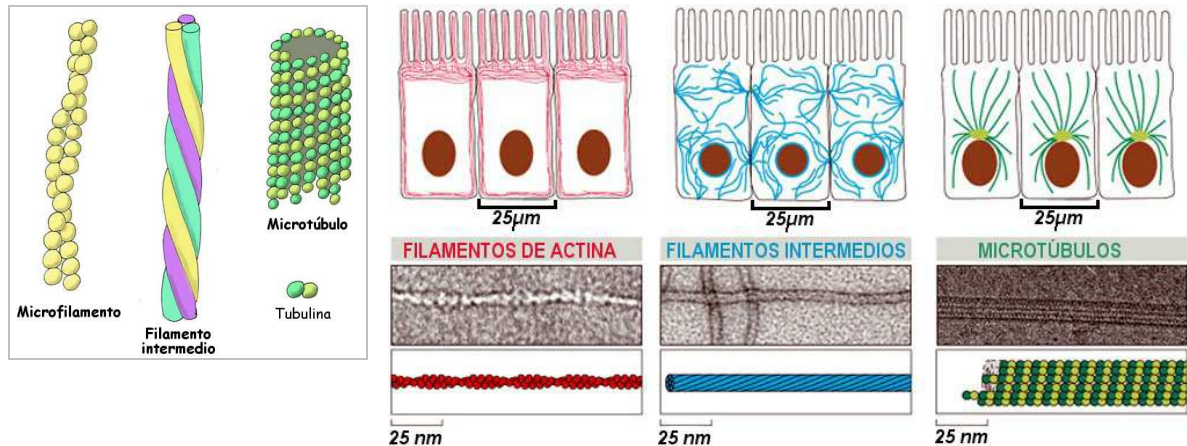 Microfilamento
Filamento
intermedio
Microtúbulo
Tubulina
25µm
25µm
25µm
FILAMENTOS DE ACTINA
FILAMENTOS INTERMEDIOS
MICROTÚBULOS
25 nm
25 nm
25 nm